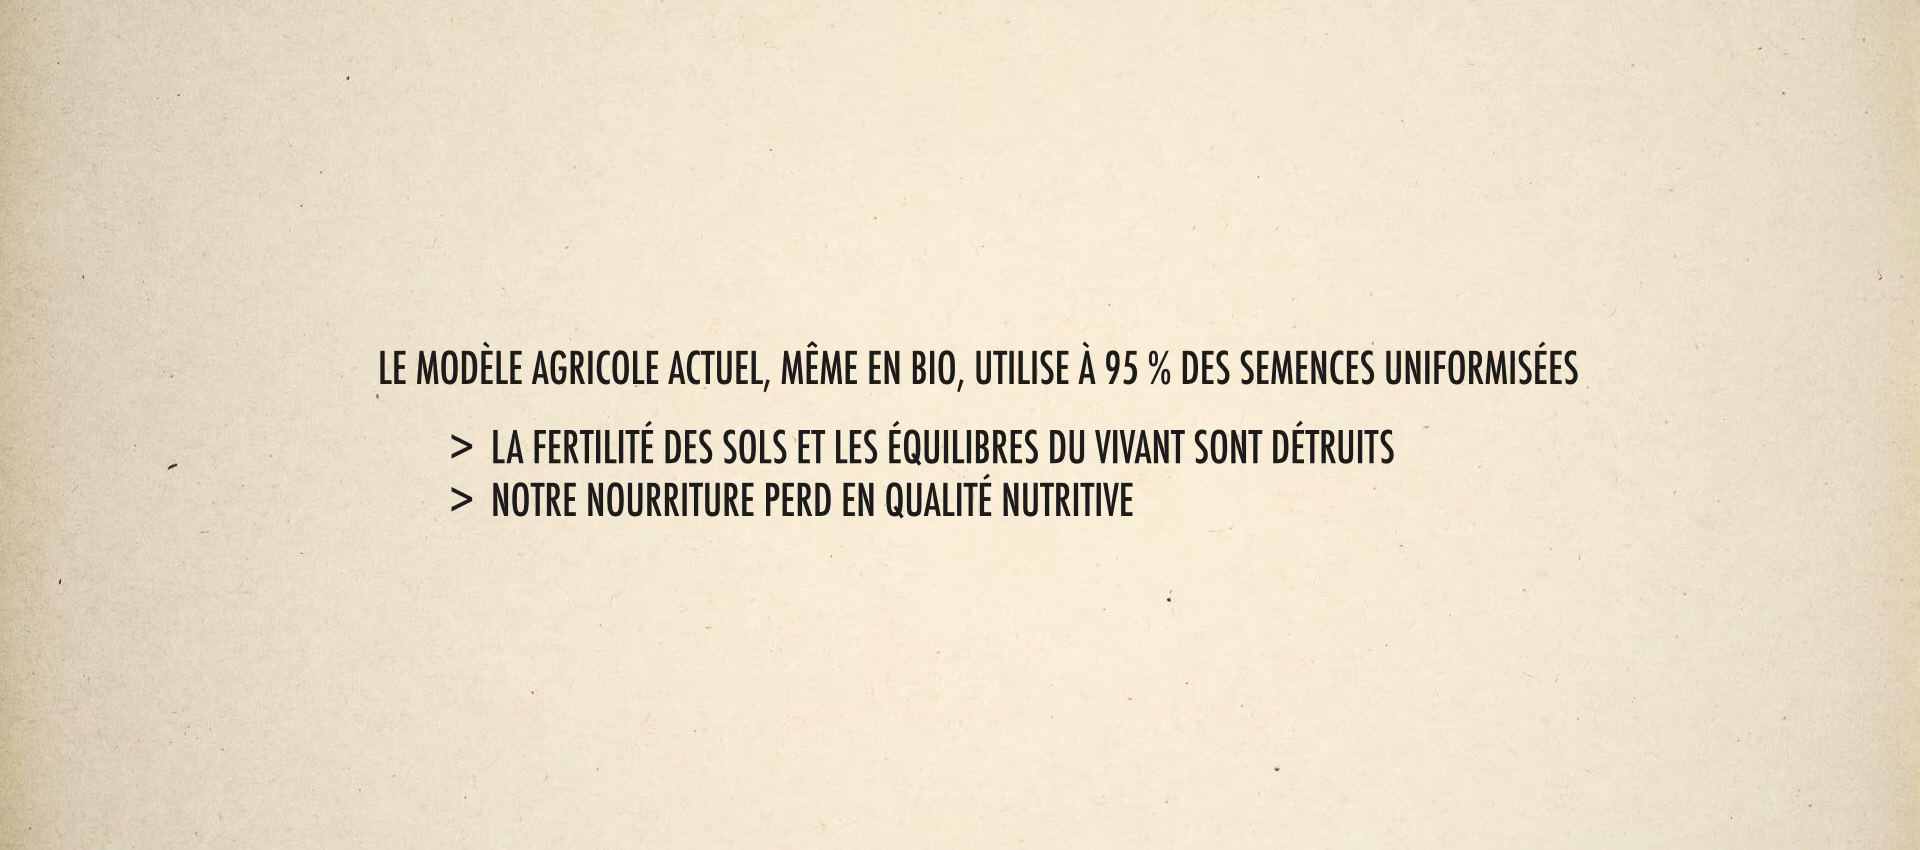 LE MODÈLE AGRICOLE ACTUEL, MÊME EN BIO, UTILISE À 95 % DES SEMENCES UNIFORMISÉES
> LA FERTILITÉ DES SOLS ET LES ÉQUILIBRES DU VIVANT SONT DÉTRUITS
> NOTRE NOURRITURE PERD EN QUALITÉ NUTRITIVE